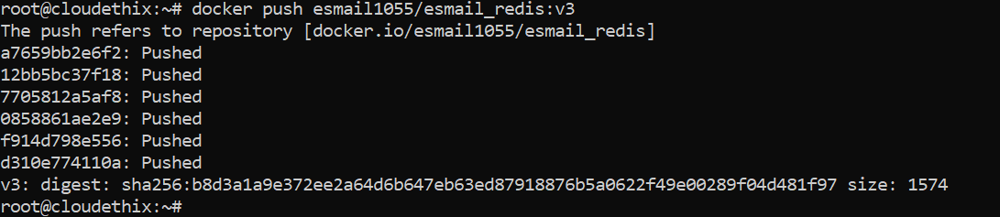 root@cloudethix:~# docker push esmail1055/esmail_redis:v3
The push refers to repository [docker.io/esmail1055/esmail_redis]
a7659bb2e6f2: Pushed
12bb5bc37f18: Pushed
7705812a5af8: Pushed
0858861ae2e9: Pushed
f914d798e556: Pushed
d310e774110a: Pushed
v3: digest: sha256:b8d3a1a9e372ee2a64d6b647eb63ed87918876b5a0622f49e00289f04d481f97 size: 1574
root@cloudethix:~#